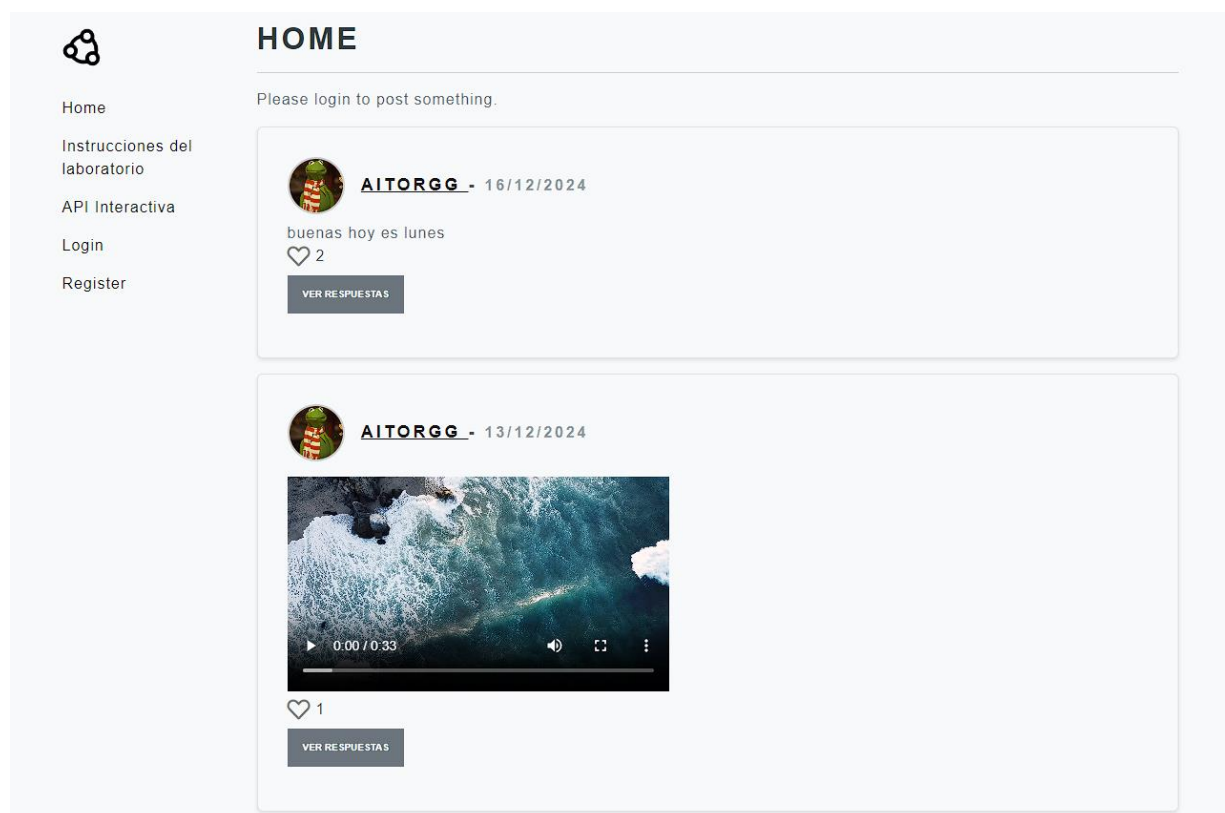 HOME
Home
Instrucciones del
laboratorio
API Interactiva
Login
Register
Please login to post something.
AITORGG - 16/12/2024
buenas hoy es lunes
2
VER RESPUESTAS
AITORGG - 13/12/2024
0:00 / 0:33
1
VER RESPUESTAS